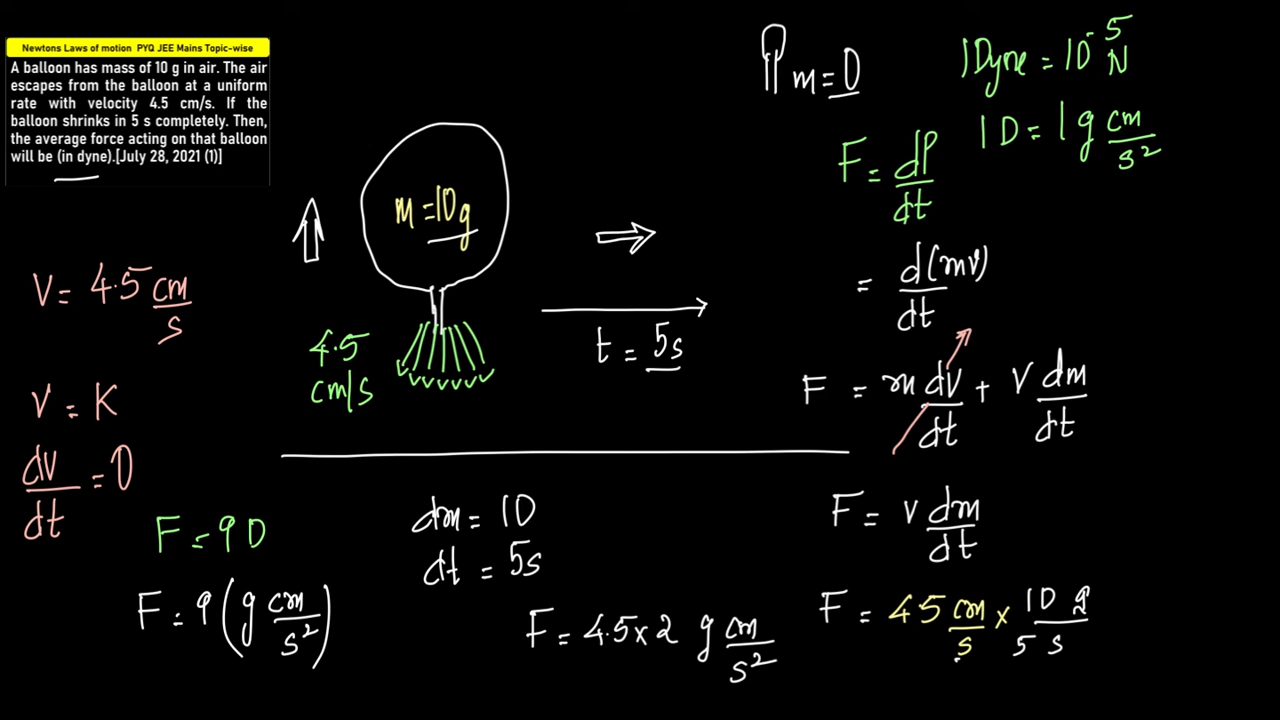 Newtons Laws of motion PYQ JEE Mains Topic-wise
A balloon has mass of 10 g in air. The air
escapes from the balloon at a uniform
rate with velocity 4.5 cm/s. If the
balloon shrinks in 5 s completely. Then,
the average force acting on that balloon
will be (in dyne).[July 28, 2021 (1)]
m = 0
1 Dyne = 10^-5 N
1 D = 1 g cm/s^2
F = dP/dt
m = 10g
= d(mv)/dt
V = 4.5 cm/s
4.5
cm/s
t = 5s
F = m dV/dt + V dm/dt
V = K
dV/dt = 0
F = 9 D
dm = 10
dt = 5s
F = V dm/dt
F = 9 (g cm/s^2)
F = 4.5 x 2 g cm/s^2
F = 4.5 cm/s x 10 g/5 s